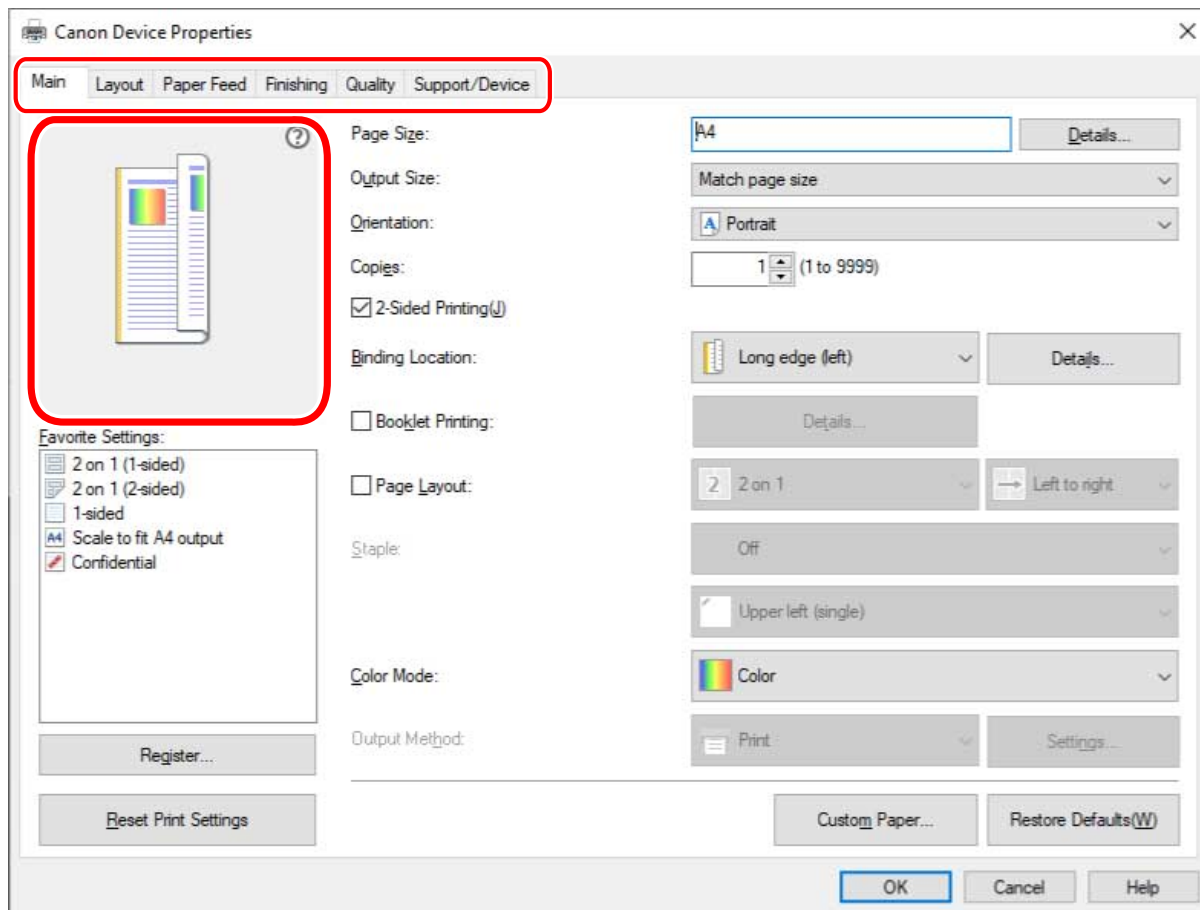 Canon Device Properties
Main Layout Paper Feed Finishing Quality Support/Device
Page Size: A4 Details...
Output Size: Match page size
Orientation: A Portrait
Copies: 1 (1 to 9999)
2-Sided Printing(J)
Binding Location: Long edge (left) Details...
Booklet Printing: Details...
Favorite Settings:
2 on 1 (1-sided)
2 on 1 (2-sided)
1-sided
A4 Scale to fit A4 output
Confidential
Page Layout: 2 2 on 1 Left to right
Staple: Off
Upper left (single)
Color Mode: Color
Output Method: Print Settings...
Register...
Reset Print Settings Custom Paper... Restore Defaults(W)
OK Cancel Help